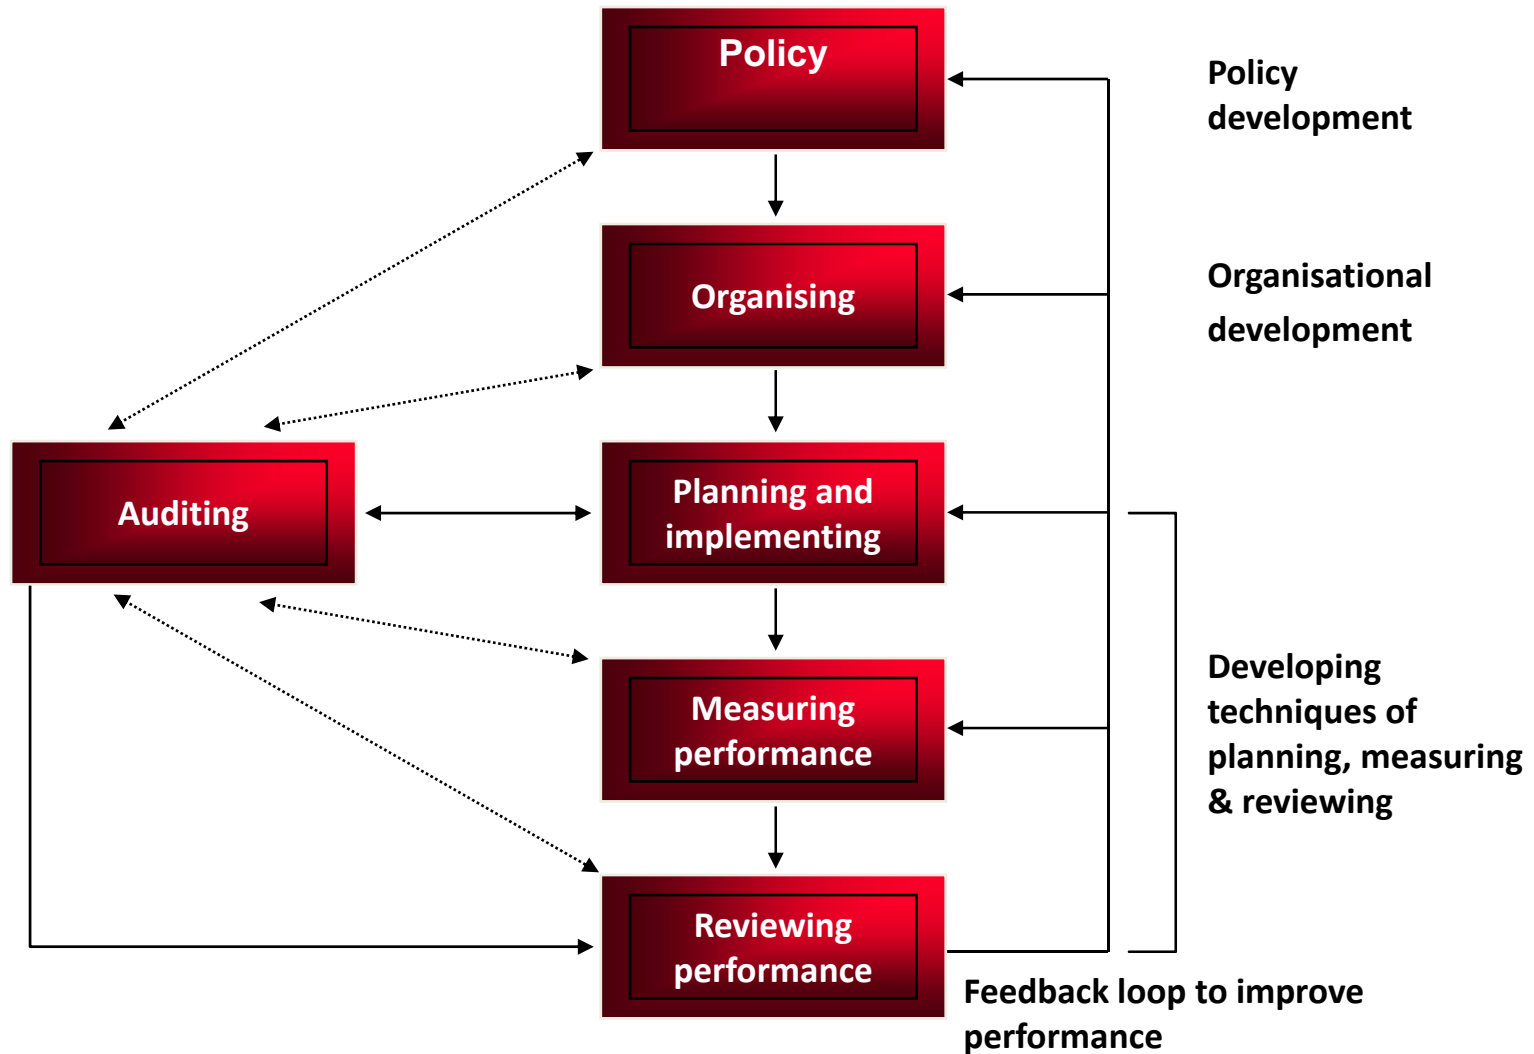 Policy
Policy
development
Organising
Organisational
development
Auditing
Planning and
implementing
Measuring
performance
Developing
techniques of
planning, measuring
& reviewing
Reviewing
performance
Feedback loop to improve
performance